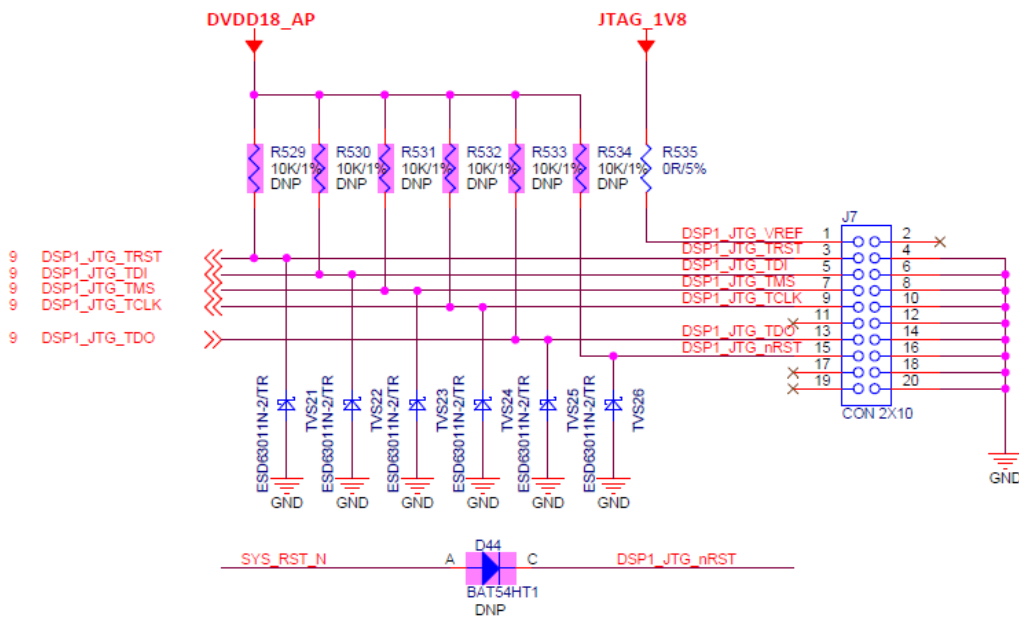 DVDD18_AP JTAG_1V8
R529 R530 R531 R532 R533 R534 R535
10K/1% 10K/1% 10K/1% 10K/1% 10K/1% 10K/1% 0R/5%
DNP DNP DNP DNP DNP DNP
J7
DSP1_JTG_VREF 1 2
9 DSP1_JTG_TRST DSP1_JTG_TRST 3 4
9 DSP1_JTG_TDI DSP1_JTG_TDI 5 6
9 DSP1_JTG_TMS DSP1_JTG_TMS 7 8
9 DSP1_JTG_TCLK DSP1_JTG_TCLK 9 10
11 12
9 DSP1_JTG_TDO DSP1_JTG_TDO 13 14
DSP1_JTG_nRST 15 16
17 18
19 20
CON 2X10
ESD63011N-2/TR TVS21 ESD63011N-2/TR TVS22 ESD63011N-2/TR TVS23 ESD63011N-2/TR TVS24 ESD63011N-2/TR TVS25 ESD63011N-2/TR TVS26
GND
GND GND GND GND GND GND
D44
SYS_RST_N A C DSP1_JTG_nRST
BAT54HT1
DNP